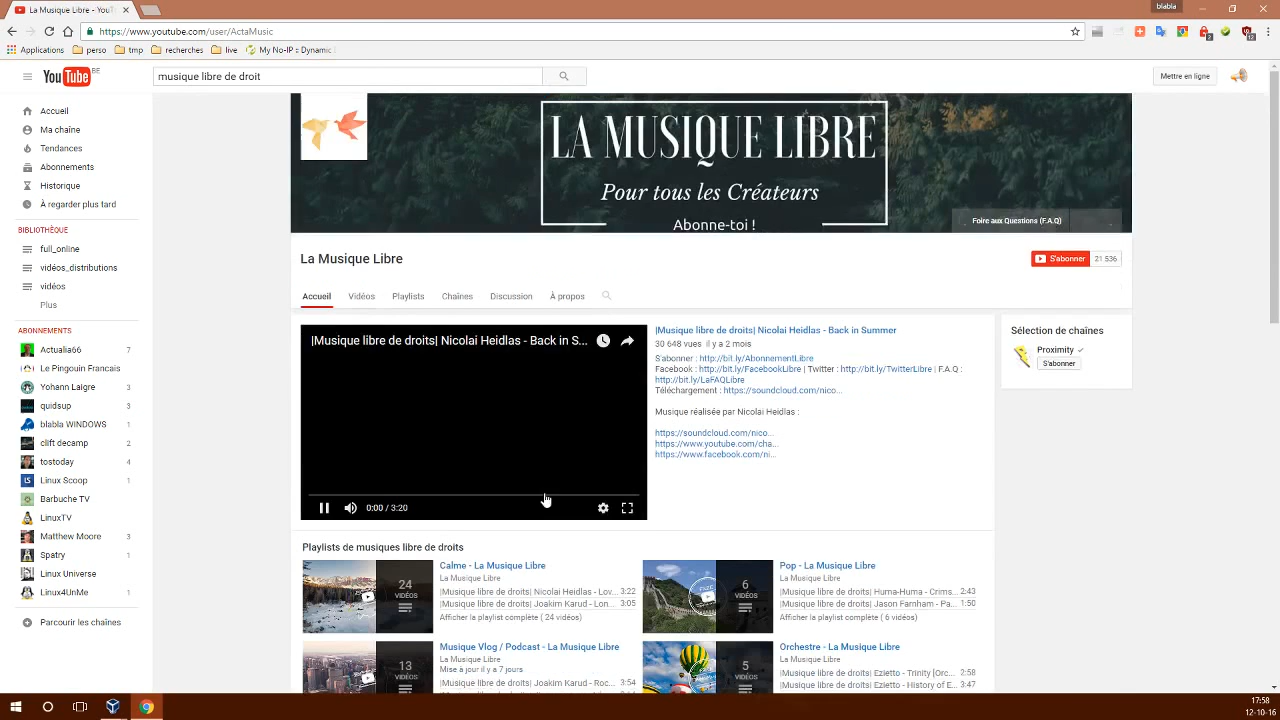 La Musique Libre - YouT
blabla
https://www.youtube.com/user/ActaMusic
Applications perso tmp recherches live My No-IP :: Dynamic
YouTube BE
musique libre de droit
Mettre en ligne
Accueil
Ma chaîne
Tendances
Abonnements
Historique
À regarder plus tard
BIBLIOTHÈQUE
full_online
vidéos_distributions
vidéos
Plus
ABONNEMENTS
Actualia66 7
Le Pingouin Francais
Yohann Laigre 3
quidsup 3
blabla WINDOWS 1
clift decamp 2
tostoday 4
Linux Scoop 1
Barbuche TV
LinuxTV
Matthew Moore 3
Spatry 1
Linux Universe
Linux4UnMe 1
Parcourir les chaînes
LA MUSIQUE LIBRE
Pour tous les Créateurs
Abonne-toi !
Foire aux Questions (F.A.Q)
La Musique Libre
S'abonner 21 536
Accueil Vidéos Playlists Chaînes Discussion À propos
|Musique libre de droits| Nicolai Heidlas - Back in S...
0:00 / 3:20
|Musique libre de droits| Nicolai Heidlas - Back in Summer
30 648 vues il y a 2 mois
S'abonner : http://bit.ly/AbonnementLibre
Facebook : http://bit.ly/FacebookLibre | Twitter : http://bit.ly/TwitterLibre | F.A.Q :
http://bit.ly/LaFAQLibre
Téléchargement : https://soundcloud.com/nico...
Musique réalisée par Nicolai Heidlas :
https://soundcloud.com/nico...
https://www.youtube.com/cha...
https://www.facebook.com/ni...
Sélection de chaînes
Proximity
S'abonner
Playlists de musiques libre de droits
24
VIDÉOS
Calme - La Musique Libre
La Musique Libre
|Musique libre de droits| Nicolai Heidlas - Lov... 3:22
|Musique libre de droits| Joakim Karud - Lon... 3:05
Afficher la playlist complète ( 24 vidéos)
6
VIDÉOS
Pop - La Musique Libre
La Musique Libre
|Musique libre de droits| Huma-Huma - Crims... 2:43
|Musique libre de droits| Jason Farnham - Pa... 1:50
Afficher la playlist complète ( 6 vidéos)
13
VIDÉOS
Musique Vlog / Podcast - La Musique Libre
La Musique Libre
Mise à jour il y a 7 jours
|Musique libre de droits| Joakim Karud - Roc... 3:54
5
VIDÉOS
Orchestre - La Musique Libre
La Musique Libre
|Musique libre de droits| Ezietto - Trinity |Orc... 2:58
|Musique libre de droits| Ezietto - History of E... 3:47
17:58
12-10-16